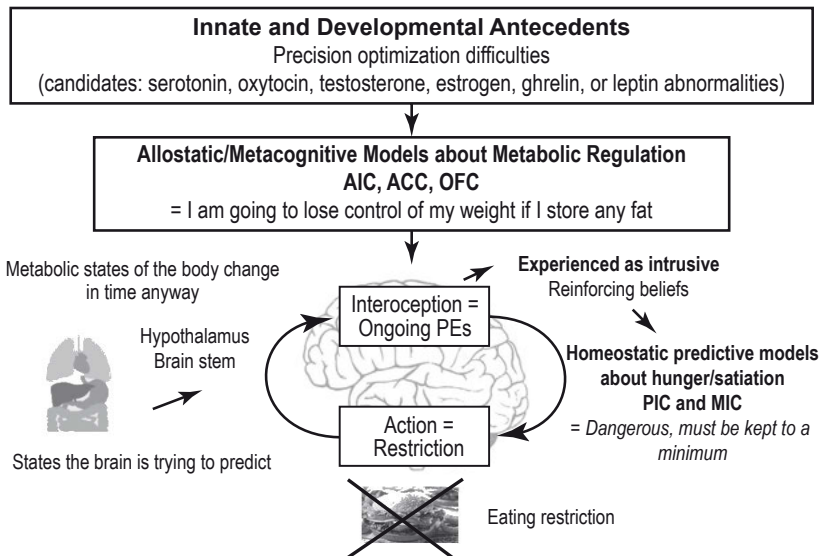 Innate and Developmental Antecedents
Precision optimization difficulties
(candidates: serotonin, oxytocin, testosterone, estrogen, ghrelin, or leptin abnormalities)
Allostatic/Metacognitive Models about Metabolic Regulation
AIC, ACC, OFC
= I am going to lose control of my weight if I store any fat
Metabolic states of the body change
in time anyway
Hypothalamus
Brain stem
States the brain is trying to predict
Interoception =
Ongoing PEs
Action =
Restriction
Experienced as intrusive
Reinforcing beliefs
Homeostatic predictive models
about hunger/satiation
PIC and MIC
= Dangerous, must be kept to a
minimum
Eating restriction